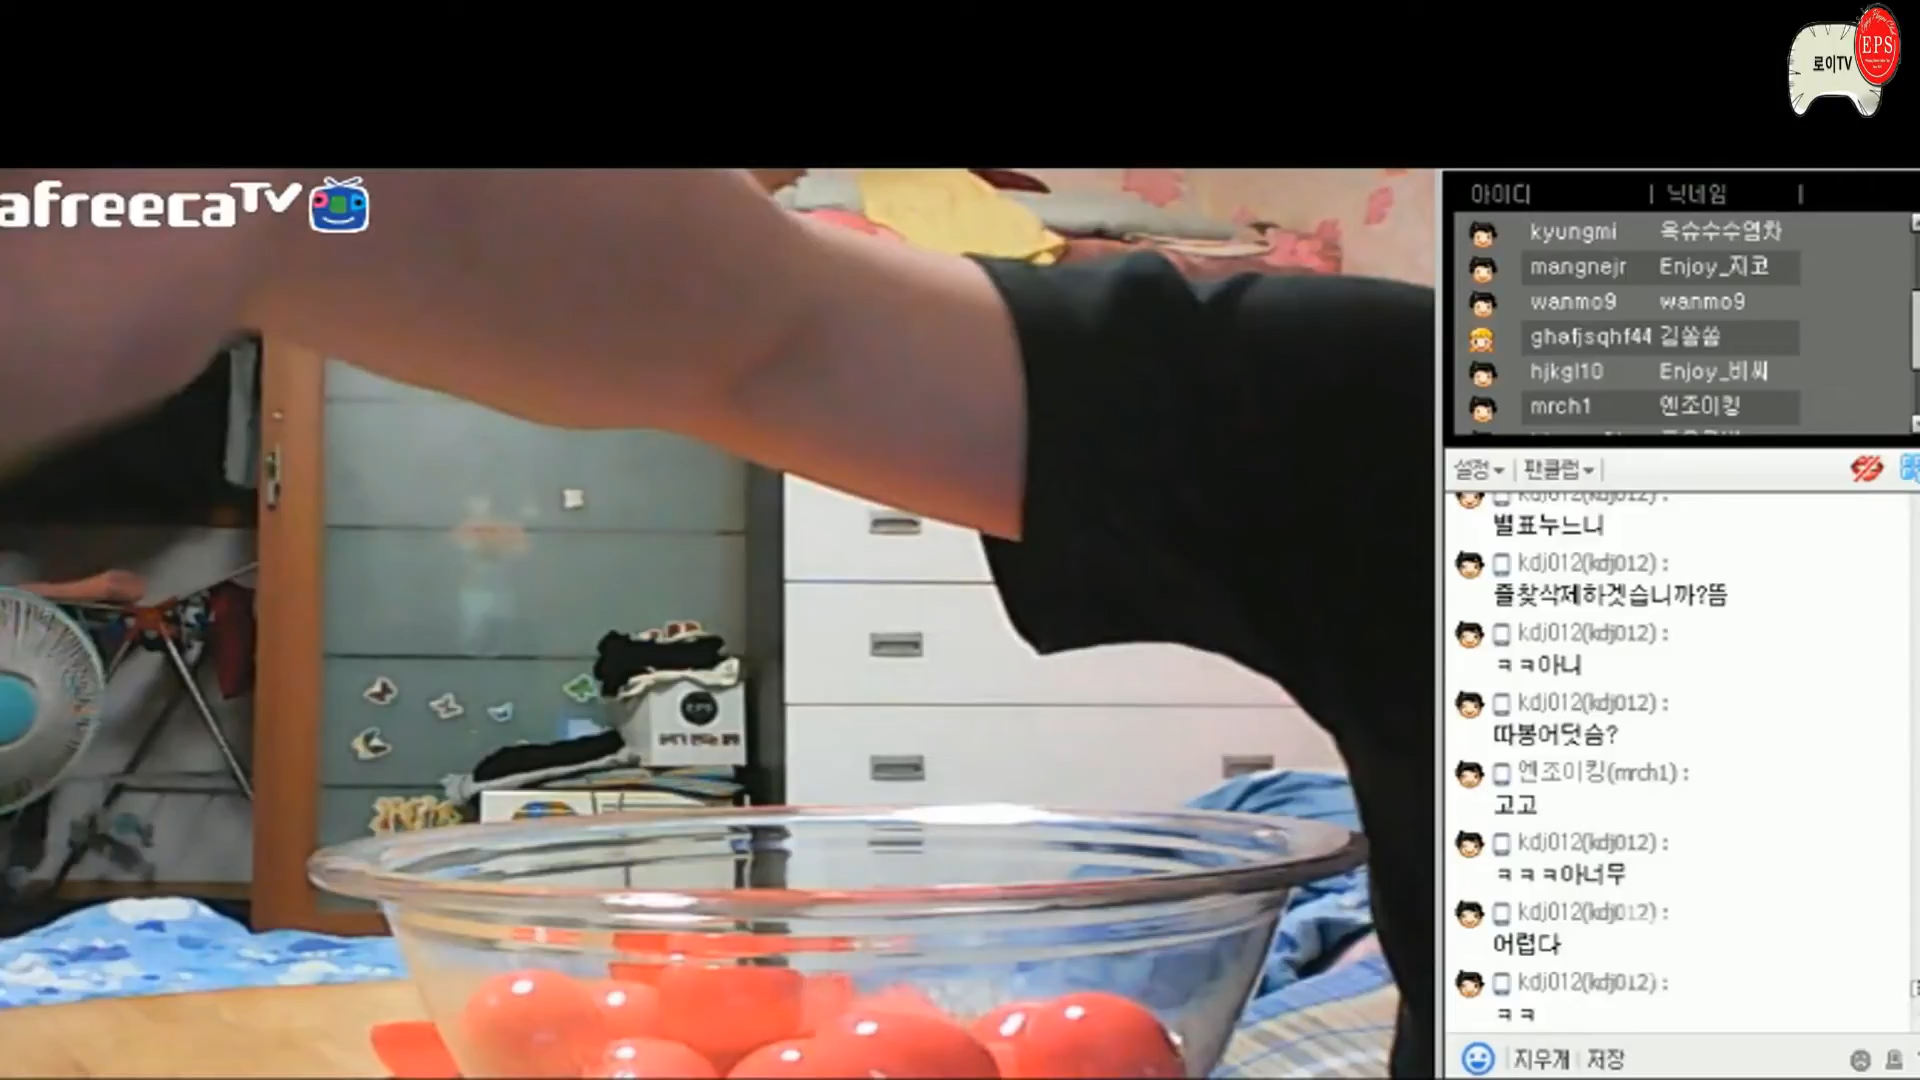 로이TV
EPS
afreecaTV
아이디 | 닉네임 |
kyungmi 옥슈수수염차
mangnejr Enjoy_지코
wanmo9 wanmo9
ghafjsqhf44 김쏠쏠
hjkgl10 Enjoy_비씨
mrch1 엔조이킹
설정 팬클럽
kdj012(kdj012) :
별표누느니
kdj012(kdj012) :
즐찾삭제하겟습니까?뜸
kdj012(kdj012) :
ㅋㅋ아니
kdj012(kdj012) :
따봉어덧슴?
엔조이킹(mrch1) :
고고
kdj012(kdj012) :
ㅋㅋㅋ아너무
kdj012(kdj012) :
어렵다
kdj012(kdj012) :
ㅋㅋ
지우개 저장
EPS